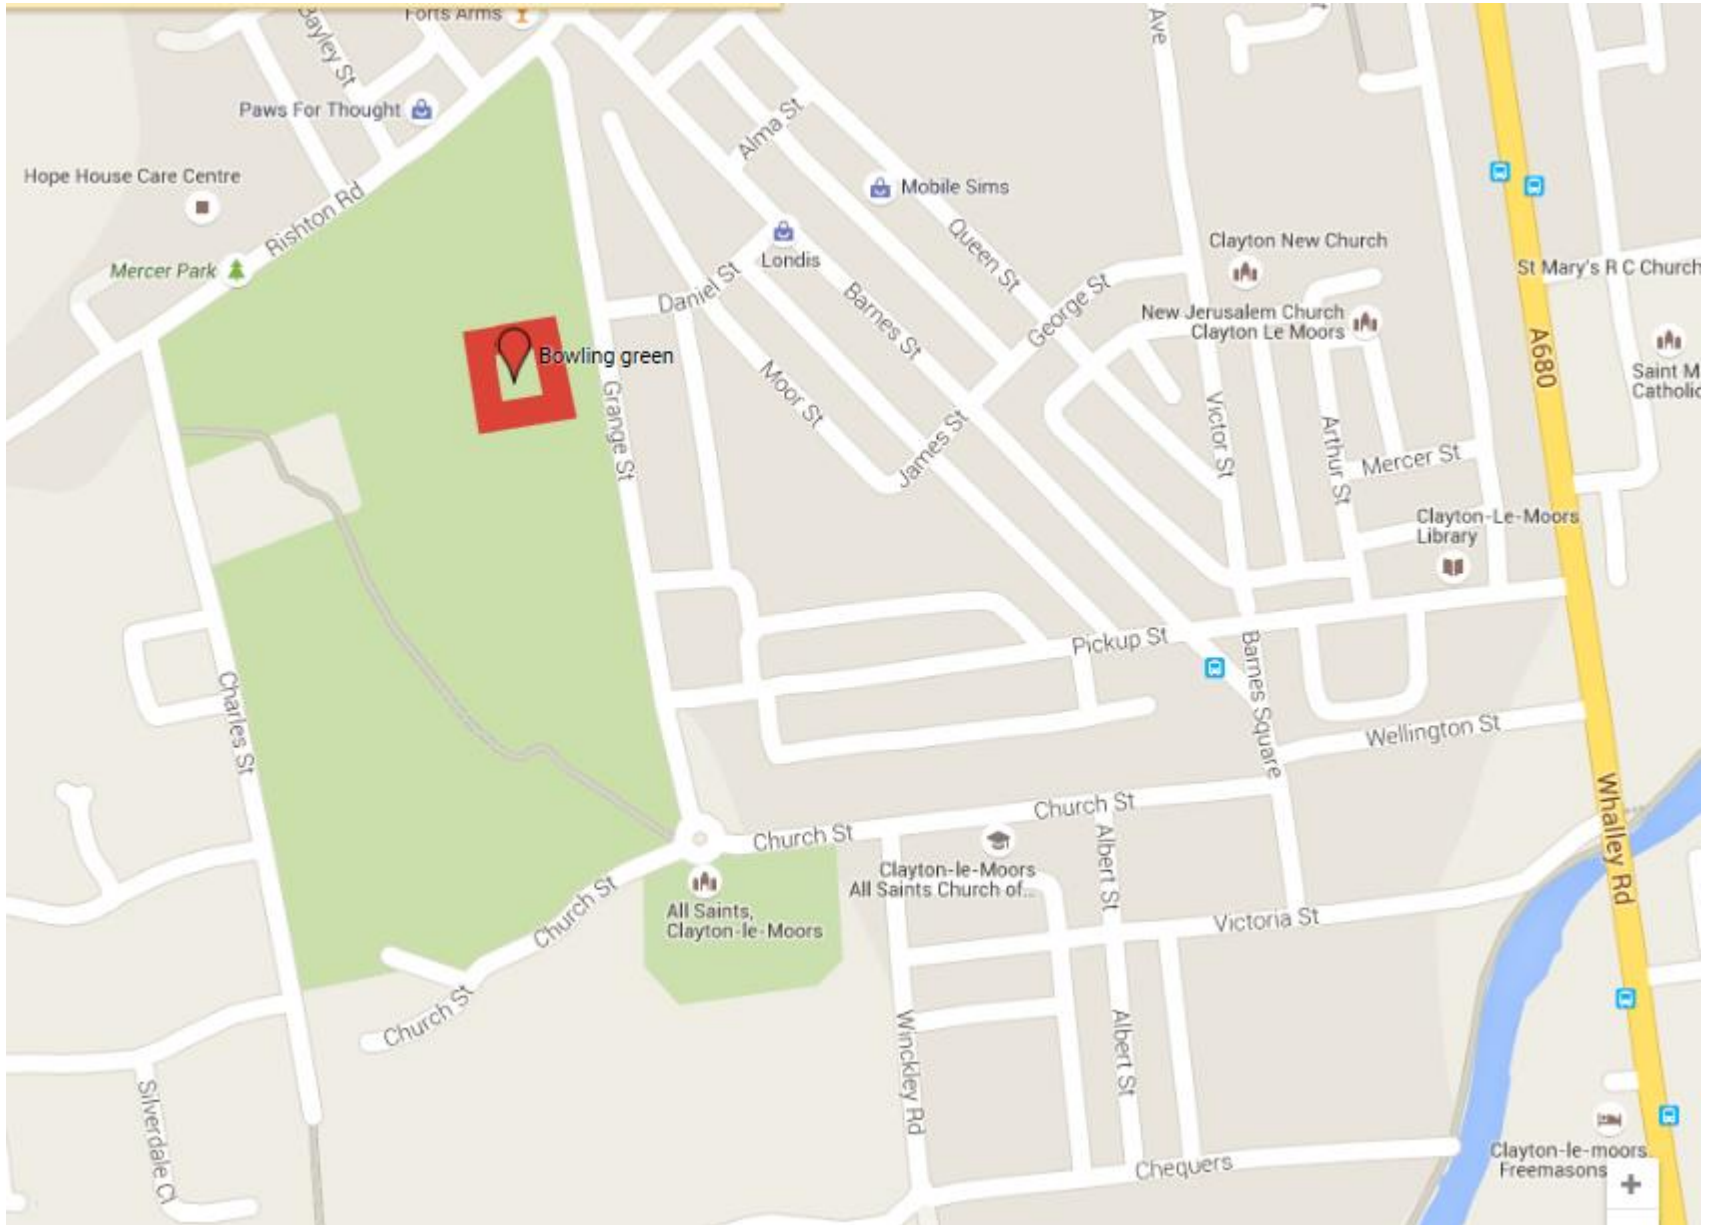 Forts Arms
Bayley St
Ave
Paws For Thought
Alma St
Hope House Care Centre
Mobile Sims
Rishton Rd
Mercer Park
Queen St
Clayton New Church
Londis
St Mary's R C Church
Daniel St
Barnes St
George St
New Jerusalem Church
Clayton Le Moors
Bowling green
A680
Moor St
Saint M
Catholic
Grange St
James St
Victor St
Arthur St
Mercer St
Clayton-Le-Moors
Library
Pickup St
Barnes Square
Charles St
Wellington St
Church St
Church St
Whalley Rd
Albert St
Clayton-le-Moors
All Saints Church of...
Church St
All Saints,
Clayton-le-Moors
Victoria St
Church St
Winckley Rd
Albert St
Silverdale Cl
Chequers
Clayton-le-moors
Freemasons
+